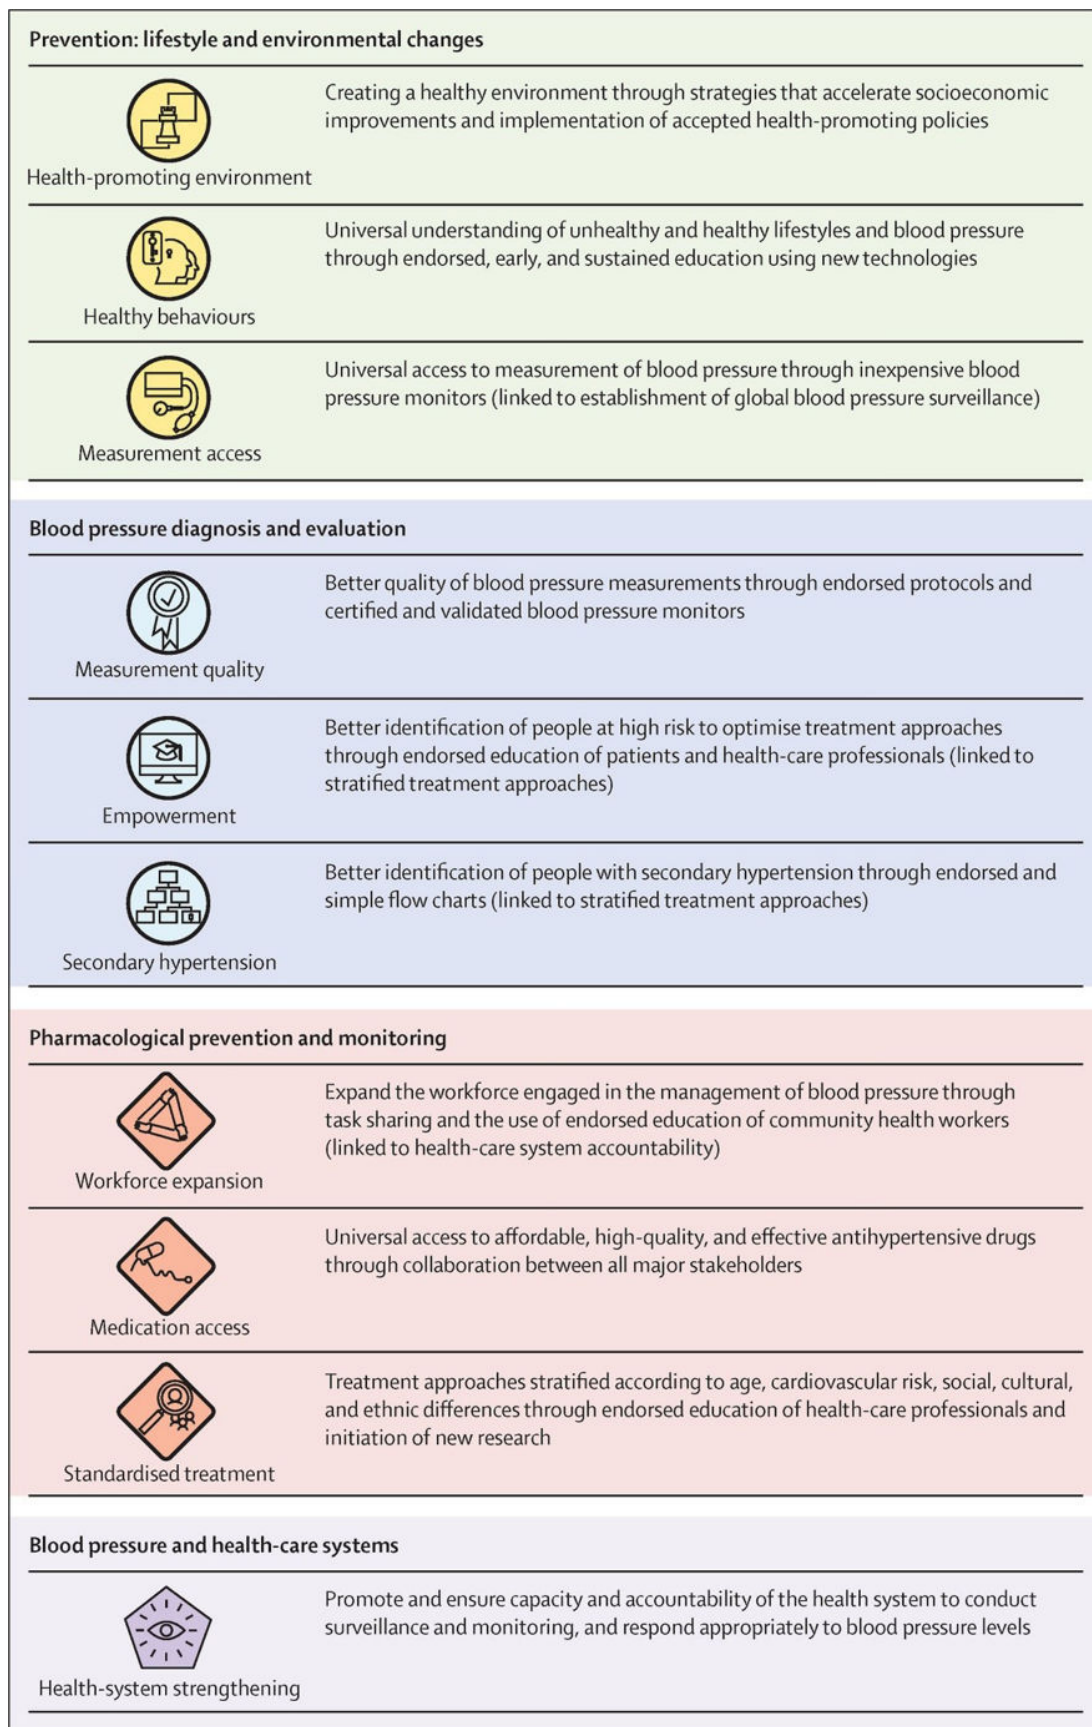 Prevention: lifestyle and environmental changes
Creating a healthy environment through strategies that accelerate socioeconomic
improvements and implementation of accepted health-promoting policies
Health-promoting environment
Universal understanding of unhealthy and healthy lifestyles and blood pressure
through endorsed, early, and sustained education using new technologies
Healthy behaviours
Universal access to measurement of blood pressure through inexpensive blood
pressure monitors (linked to establishment of global blood pressure surveillance)
Measurement access
Blood pressure diagnosis and evaluation
Better quality of blood pressure measurements through endorsed protocols and
certified and validated blood pressure monitors
Measurement quality
Better identification of people at high risk to optimise treatment approaches
through endorsed education of patients and health-care professionals (linked to
stratified treatment approaches)
Empowerment
Better identification of people with secondary hypertension through endorsed and
simple flow charts (linked to stratified treatment approaches)
Secondary hypertension
Pharmacological prevention and monitoring
Expand the workforce engaged in the management of blood pressure through
task sharing and the use of endorsed education of community health workers
(linked to health-care system accountability)
Workforce expansion
Universal access to affordable, high-quality, and effective antihypertensive drugs
through collaboration between all major stakeholders
Medication access
Treatment approaches stratified according to age, cardiovascular risk, social, cultural,
and ethnic differences through endorsed education of health-care professionals and
initiation of new research
Standardised treatment
Blood pressure and health-care systems
Promote and ensure capacity and accountability of the health system to conduct
surveillance and monitoring, and respond appropriately to blood pressure levels
Health-system strengthening